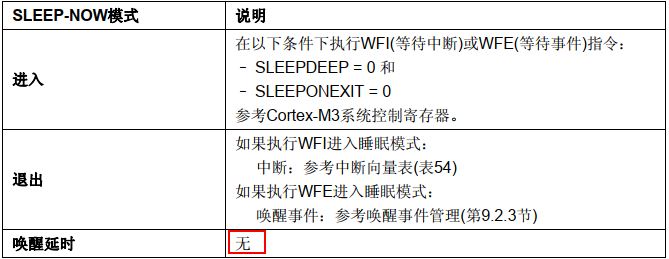 SLEEP-NOW模式 说明
进入
在以下条件下执行WFI(等待中断)或WFE(等待事件)指令：
– SLEEPDEEP = 0 和
– SLEEPONEXIT = 0
参考Cortex-M3系统控制寄存器。
退出
如果执行WFI进入睡眠模式：
中断：参考中断向量表(表54)
如果执行WFE进入睡眠模式：
唤醒事件：参考唤醒事件管理(第9.2.3节)
唤醒延时 无